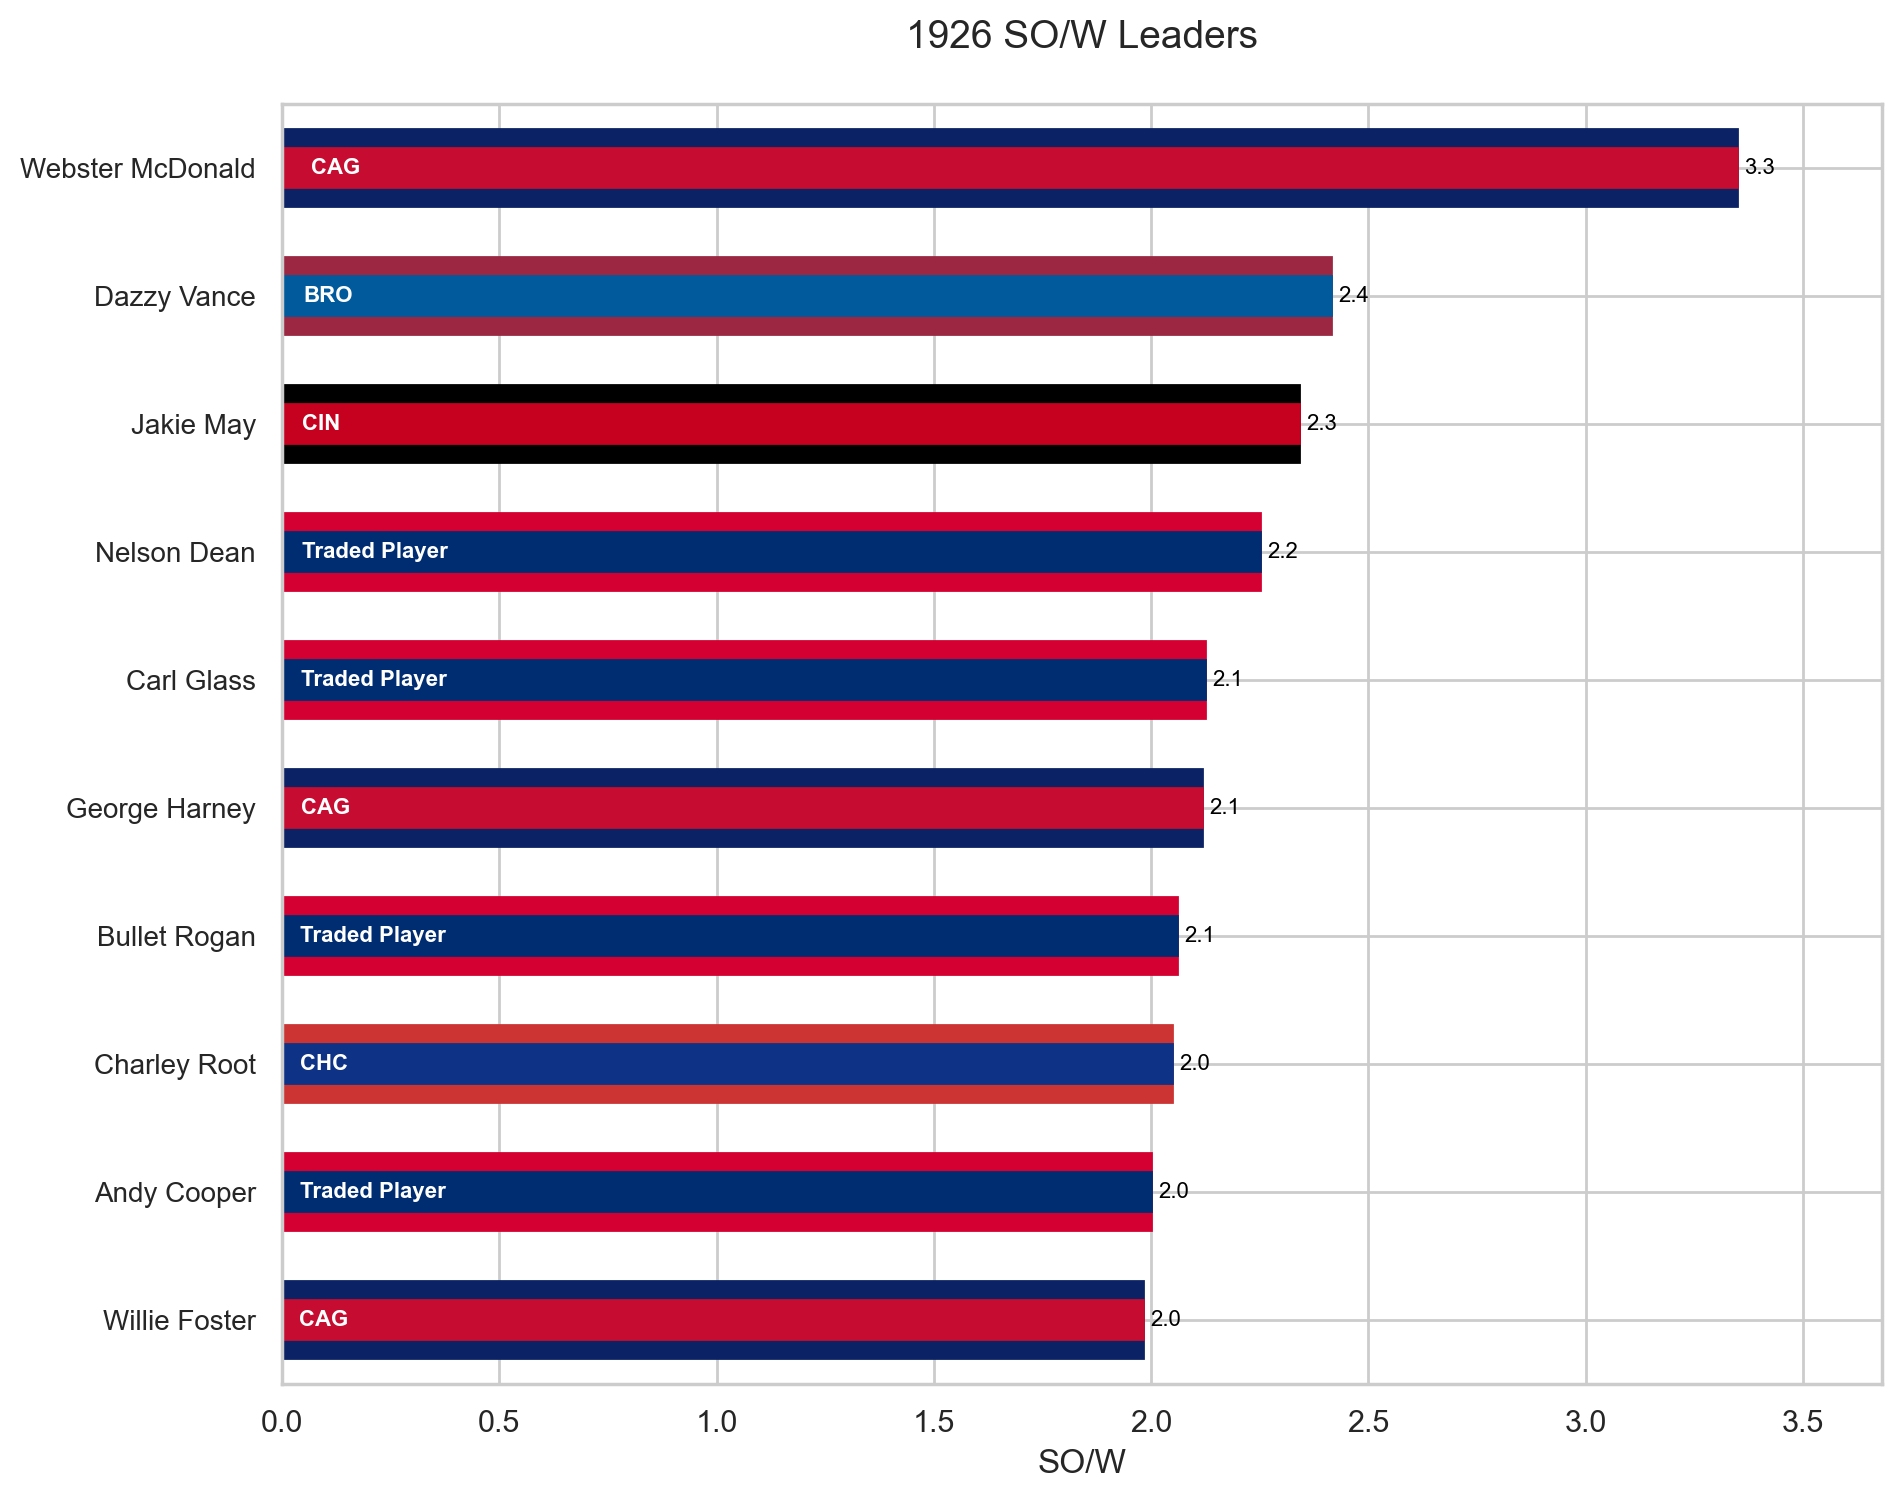 1926 SO/W Leaders
Webster McDonald CAG 3.3
Dazzy Vance BRO 2.4
Jakie May CIN 2.3
Nelson Dean Traded Player 2.2
Carl Glass Traded Player 2.1
George Harney CAG 2.1
Bullet Rogan Traded Player 2.1
Charley Root CHC 2.0
Andy Cooper Traded Player 2.0
Willie Foster CAG 2.0
0.0 0.5 1.0 1.5 2.0 2.5 3.0 3.5
SO/W